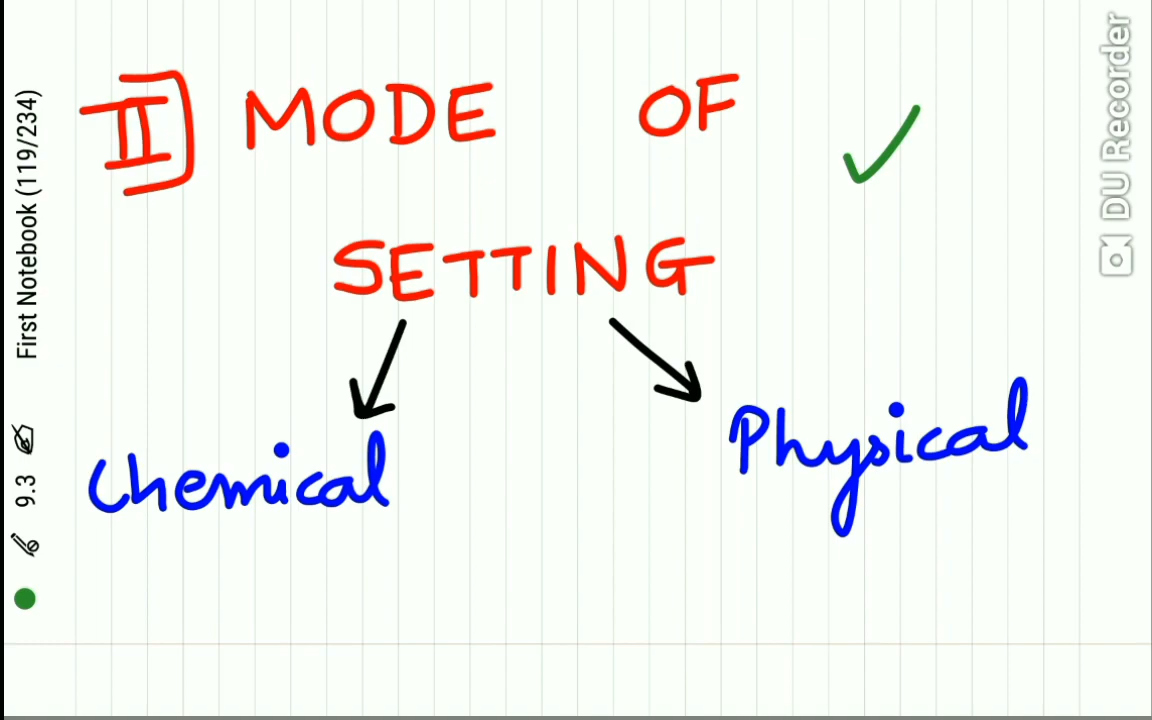 II] MODE OF
SETTING
Chemical
Physical
First Notebook (119/234)
9.3
DU Recorder